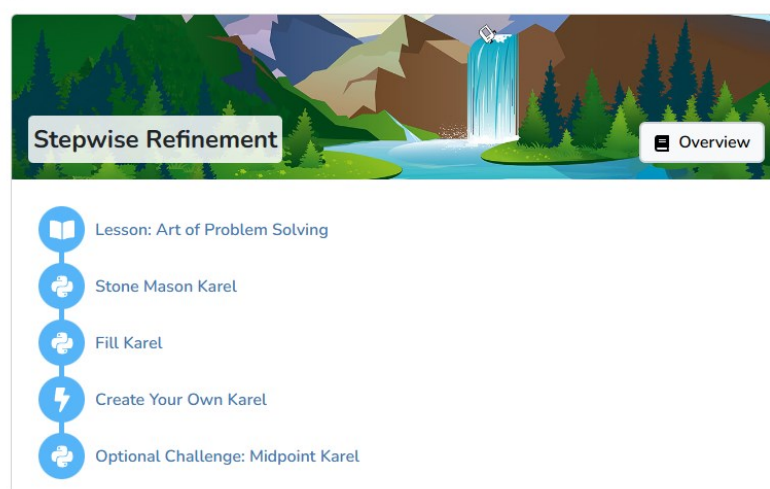 Stepwise Refinement
Overview
Lesson: Art of Problem Solving
Stone Mason Karel
Fill Karel
Create Your Own Karel
Optional Challenge: Midpoint Karel